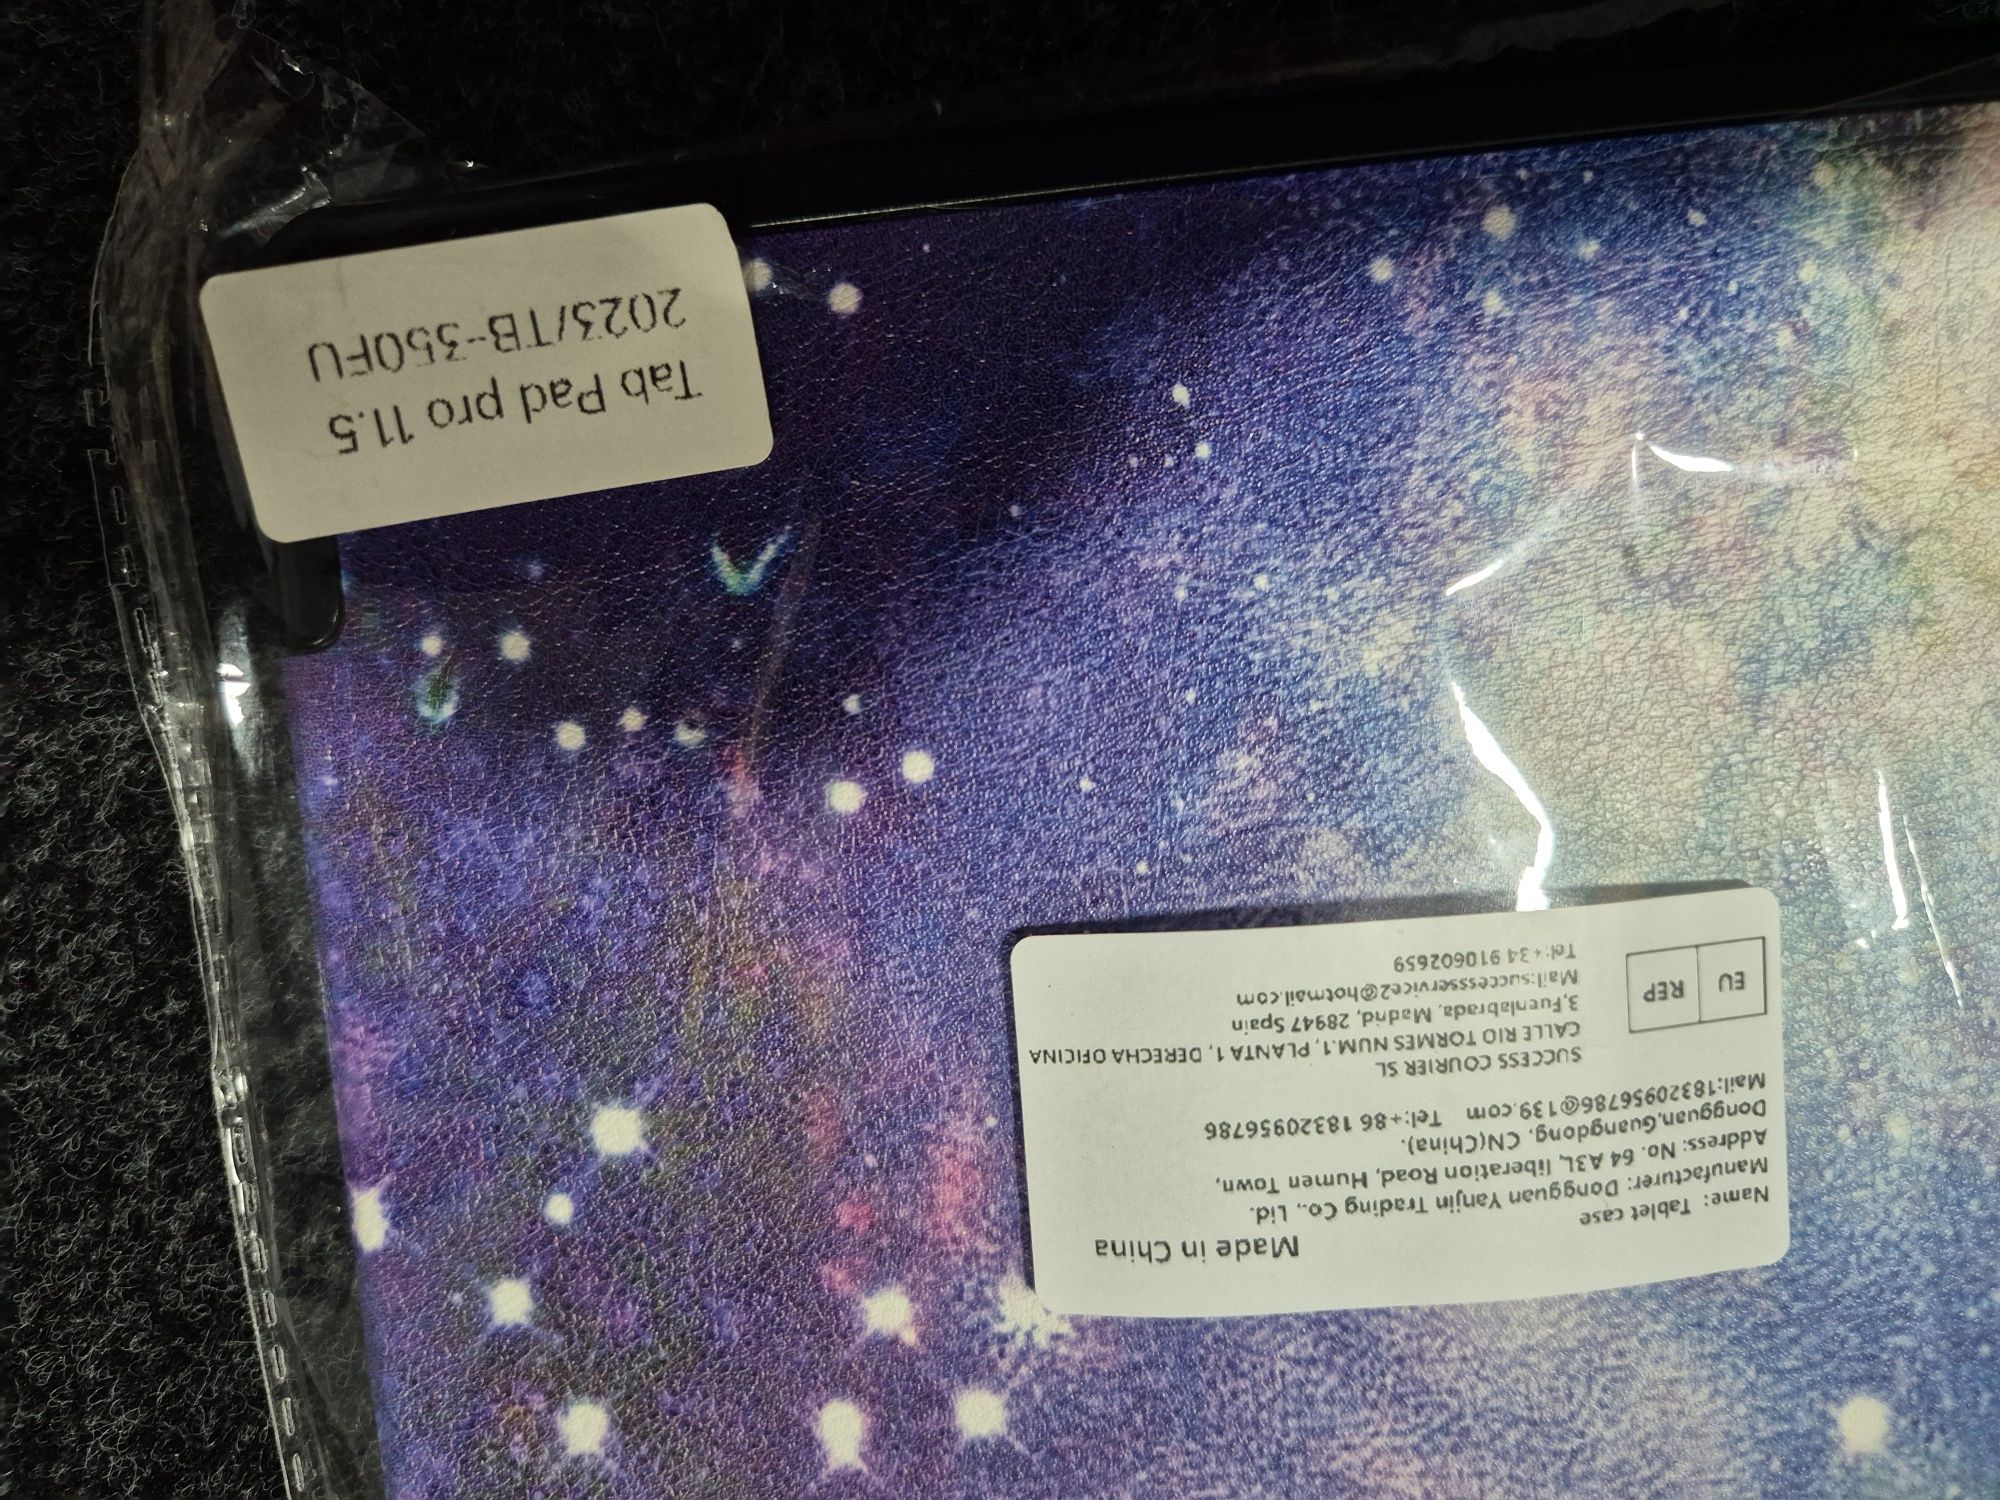 Tab Pad pro 11.5
2023/TB-350FU
Made in China
Name: Tablet case
Manufacturer: Dongguan Yanjin Trading Co., Lid.
Address: No. 64 A3L, liberation Road, Humen Town,
Dongguan,Guangdong, CN(China).
Mail:18320956786@139.com Tel:+86 18320956786
EU REP
SUCCESS COURIER SL
CALLE RIO TORMES NUM.1, PLANTA 1, DERECHA OFICINA
3,Fuenlabrada, Madrid, 28947 Spain
Mail:successservice2@hotmail.com
Tel:+34 910602659